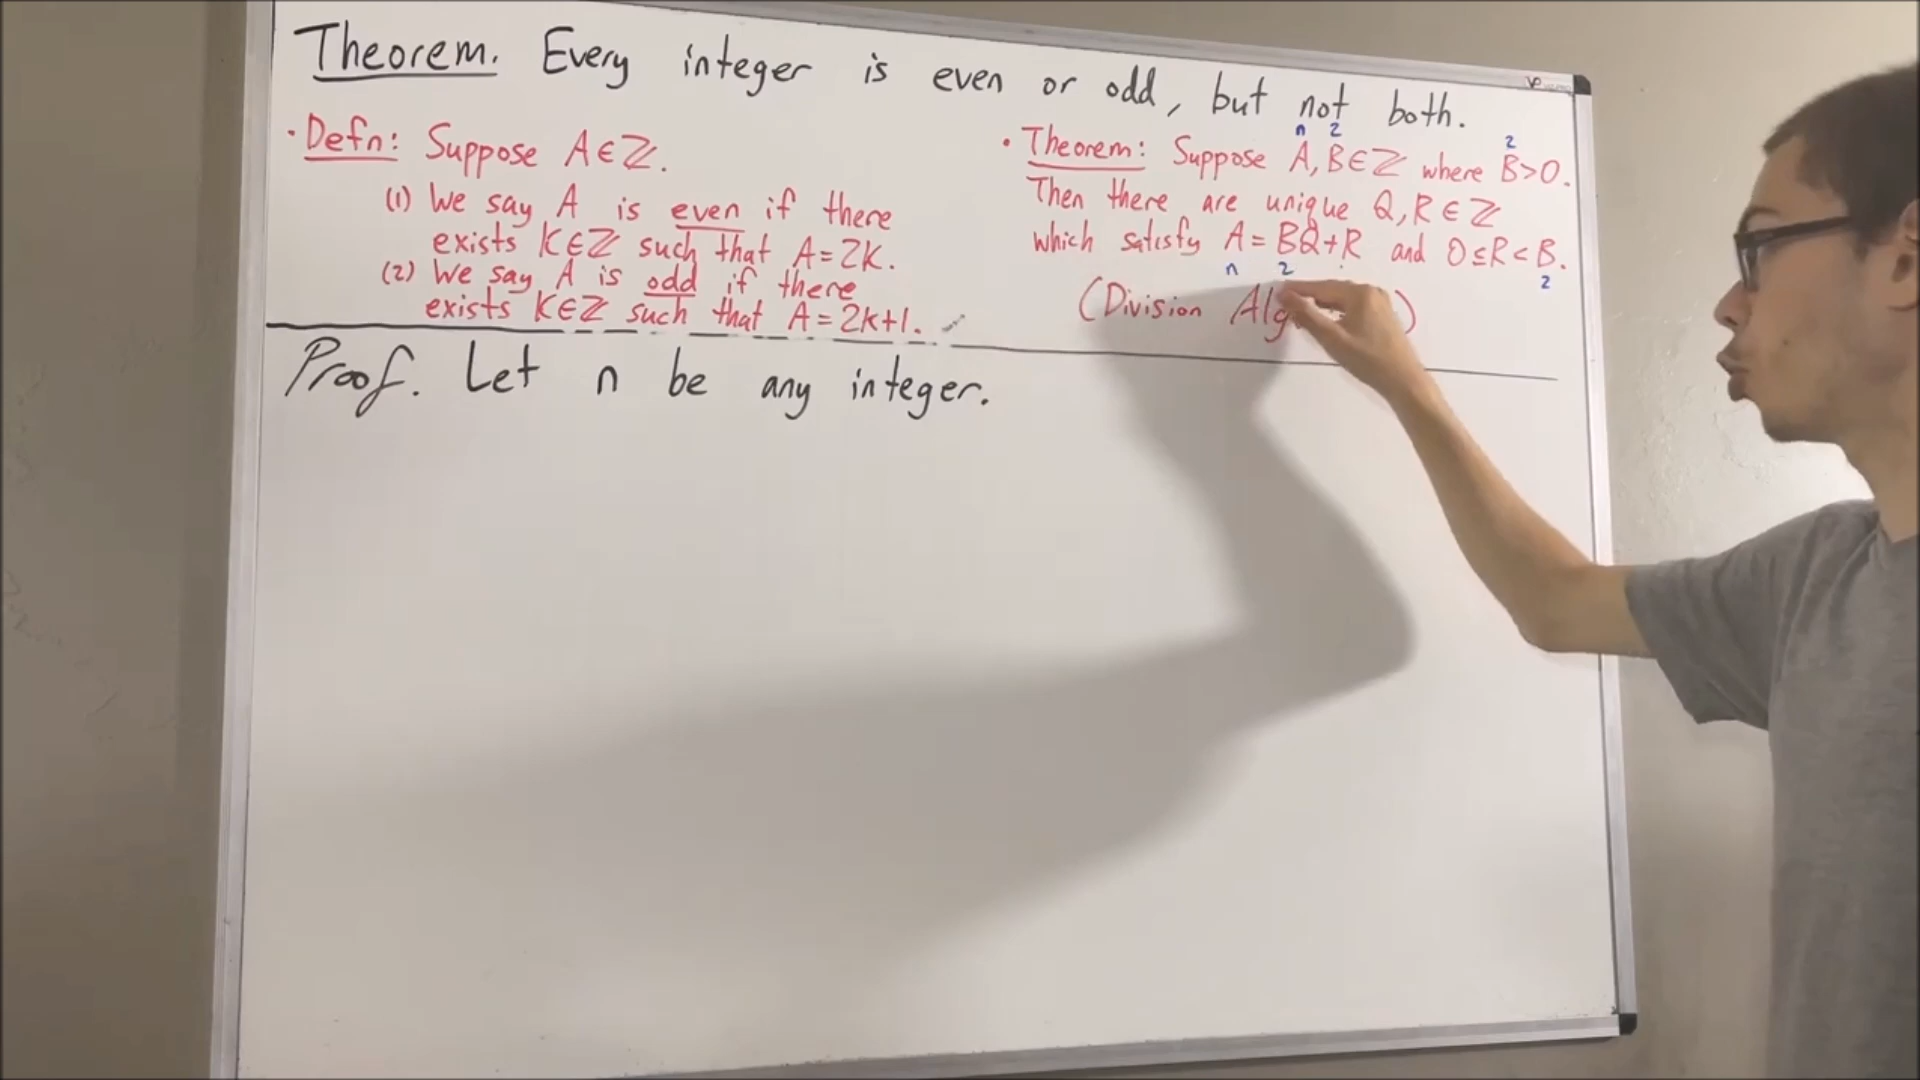 Theorem. Every integer is even or odd, but not both.
• Defn: Suppose A∈ℤ.
(1) We say A is even if there
exists K∈ℤ such that A=2K.
(2) We say A is odd if there
exists K∈ℤ such that A=2K+1.
n 2 2
• Theorem: Suppose A, B∈ℤ where B>0.
Then there are unique Q, R∈ℤ
which satisfy A=BQ+R and 0≤R<B.
n 2 2
(Division )
Proof. Let n be any integer.